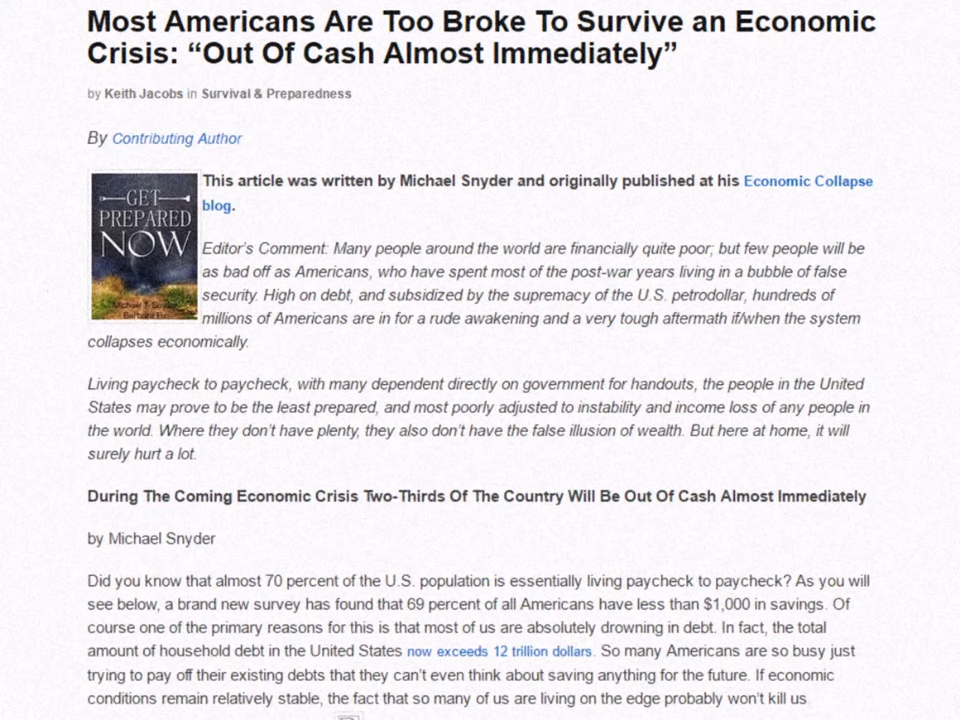 Most Americans Are Too Broke To Survive an Economic
Crisis: “Out Of Cash Almost Immediately”
by Keith Jacobs in Survival & Preparedness
By Contributing Author
GET
PREPARED
NOW
This article was written by Michael Snyder and originally published at his Economic Collapse
blog.
Editor’s Comment: Many people around the world are financially quite poor; but few people will be
as bad off as Americans, who have spent most of the post-war years living in a bubble of false
security. High on debt, and subsidized by the supremacy of the U.S. petrodollar, hundreds of
millions of Americans are in for a rude awakening and a very tough aftermath if/when the system
collapses economically.
Living paycheck to paycheck, with many dependent directly on government for handouts, the people in the United
States may prove to be the least prepared, and most poorly adjusted to instability and income loss of any people in
the world. Where they don’t have plenty, they also don’t have the false illusion of wealth. But here at home, it will
surely hurt a lot.
During The Coming Economic Crisis Two-Thirds Of The Country Will Be Out Of Cash Almost Immediately
by Michael Snyder
Did you know that almost 70 percent of the U.S. population is essentially living paycheck to paycheck? As you will
see below, a brand new survey has found that 69 percent of all Americans have less than $1,000 in savings. Of
course one of the primary reasons for this is that most of us are absolutely drowning in debt. In fact, the total
amount of household debt in the United States now exceeds 12 trillion dollars. So many Americans are so busy just
trying to pay off their existing debts that they can’t even think about saving anything for the future. If economic
conditions remain relatively stable, the fact that so many of us are living on the edge probably won’t kill us